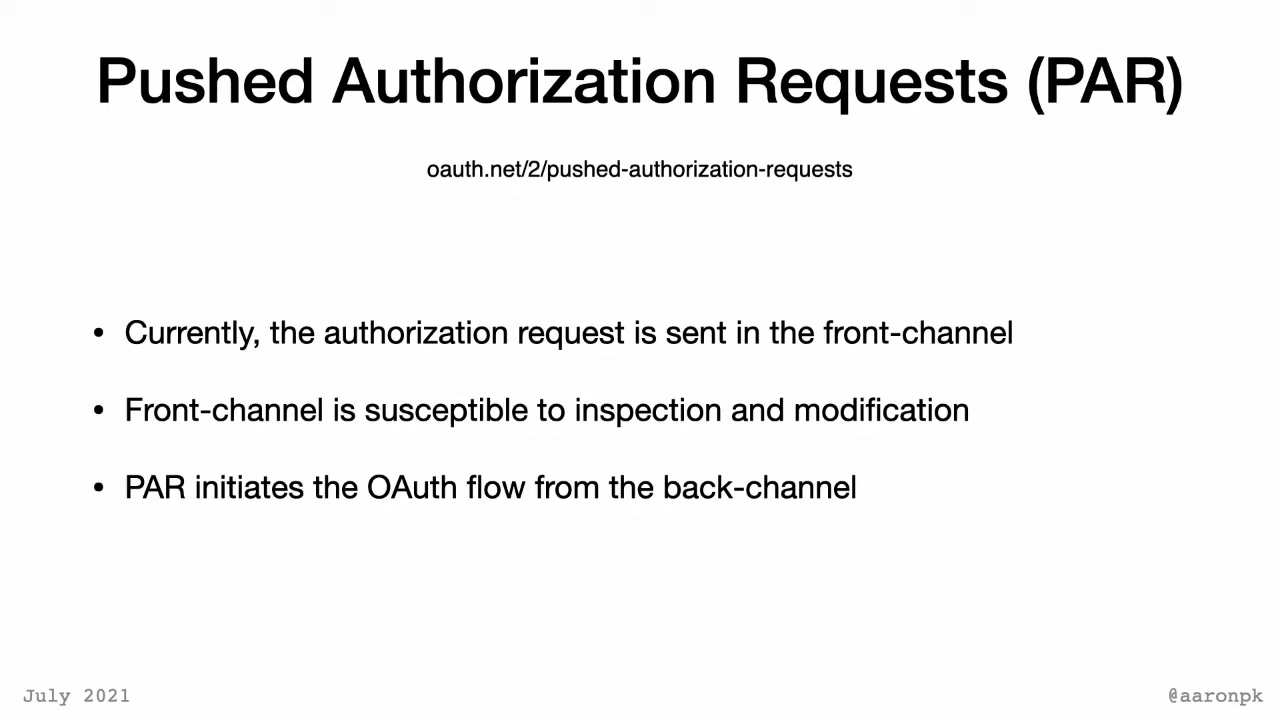 Pushed Authorization Requests (PAR)
oauth.net/2/pushed-authorization-requests
• Currently, the authorization request is sent in the front-channel
• Front-channel is susceptible to inspection and modification
• PAR initiates the OAuth flow from the back-channel
July 2021
@aaronpk